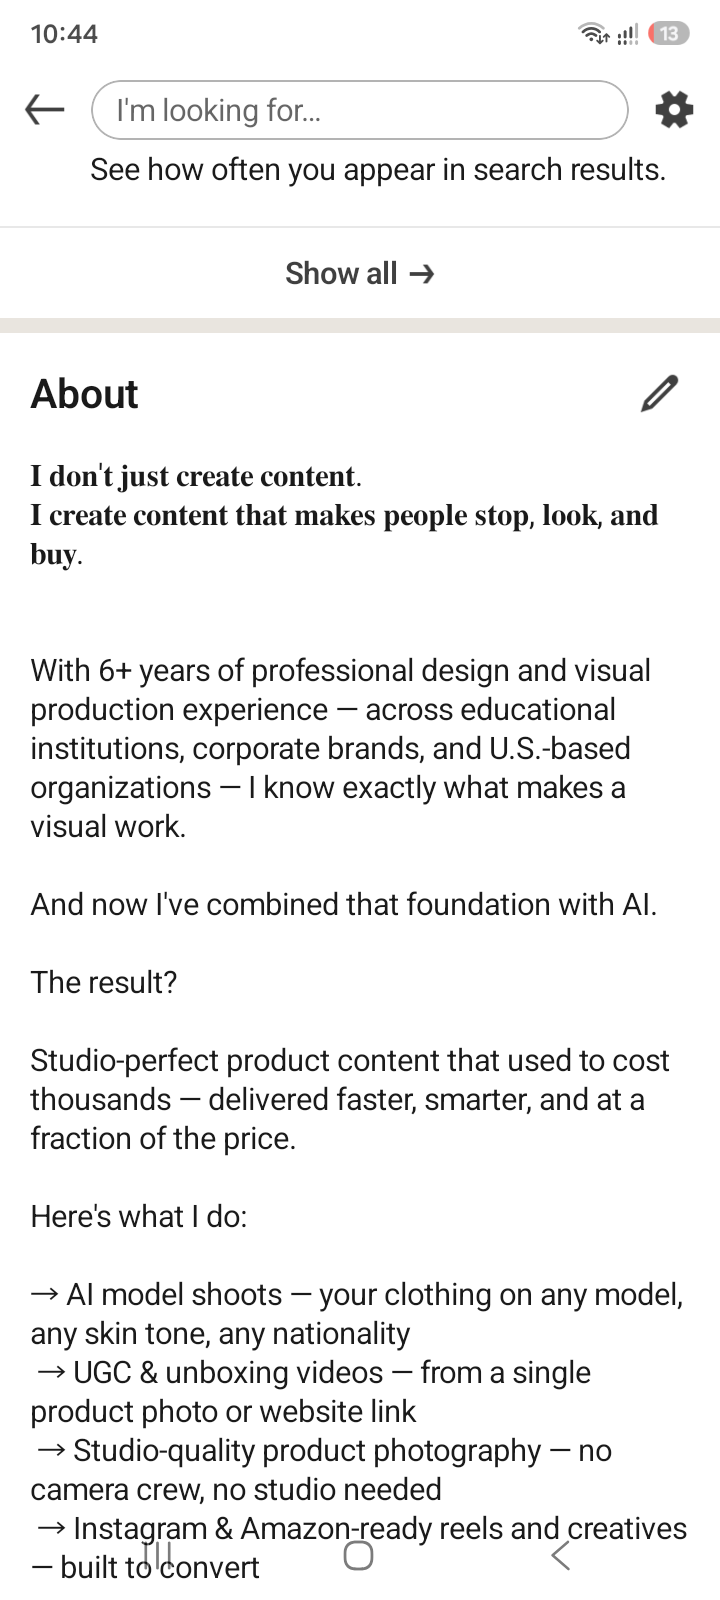 10:44
13
I'm looking for...
See how often you appear in search results.
Show all →
About
I don't just create content.
I create content that makes people stop, look, and
buy.
With 6+ years of professional design and visual
production experience — across educational
institutions, corporate brands, and U.S.-based
organizations — I know exactly what makes a
visual work.
And now I've combined that foundation with AI.
The result?
Studio-perfect product content that used to cost
thousands — delivered faster, smarter, and at a
fraction of the price.
Here's what I do:
→ AI model shoots — your clothing on any model,
any skin tone, any nationality
→ UGC & unboxing videos — from a single
product photo or website link
→ Studio-quality product photography — no
camera crew, no studio needed
→ Instagram & Amazon-ready reels and creatives
— built to convert